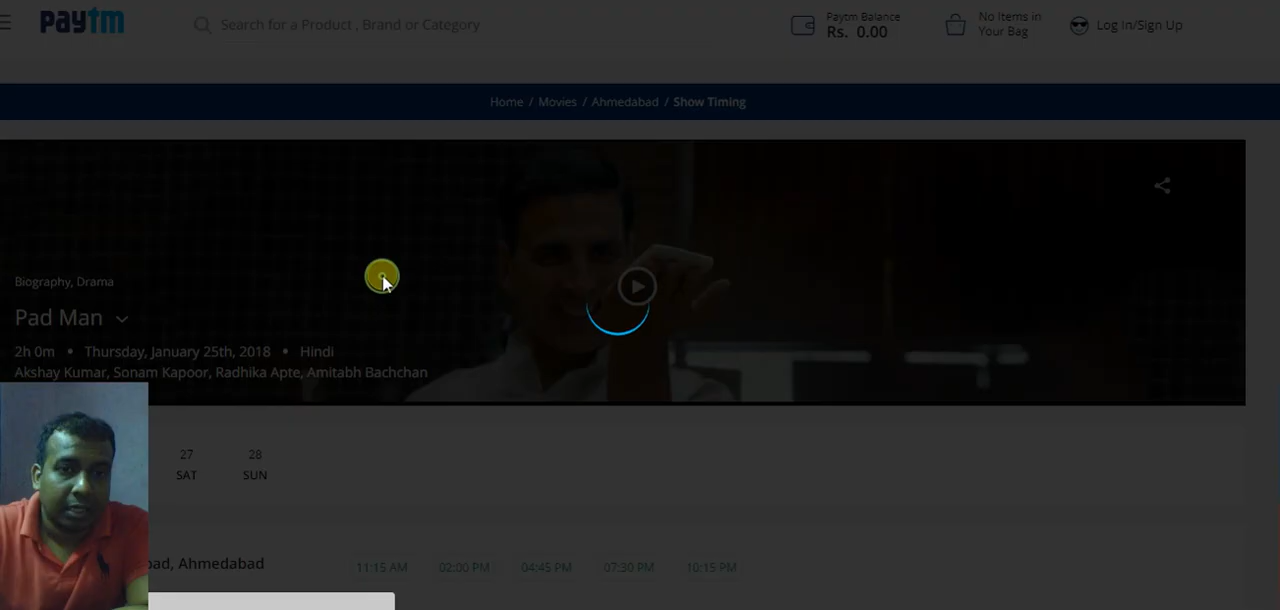 paytm
Search for a Product , Brand or Category
Paytm Balance
Rs. 0.00
No Items in
Your Bag
Log In/Sign Up
Home / Movies / Ahmedabad / Show Timing
Biography, Drama
Pad Man
2h 0m • Thursday, January 25th, 2018 • Hindi
Akshay Kumar, Sonam Kapoor, Radhika Apte, Amitabh Bachchan
27 28
SAT SUN
Ahmedabad 11:15 AM 02:00 PM 04:45 PM 07:30 PM 10:15 PM